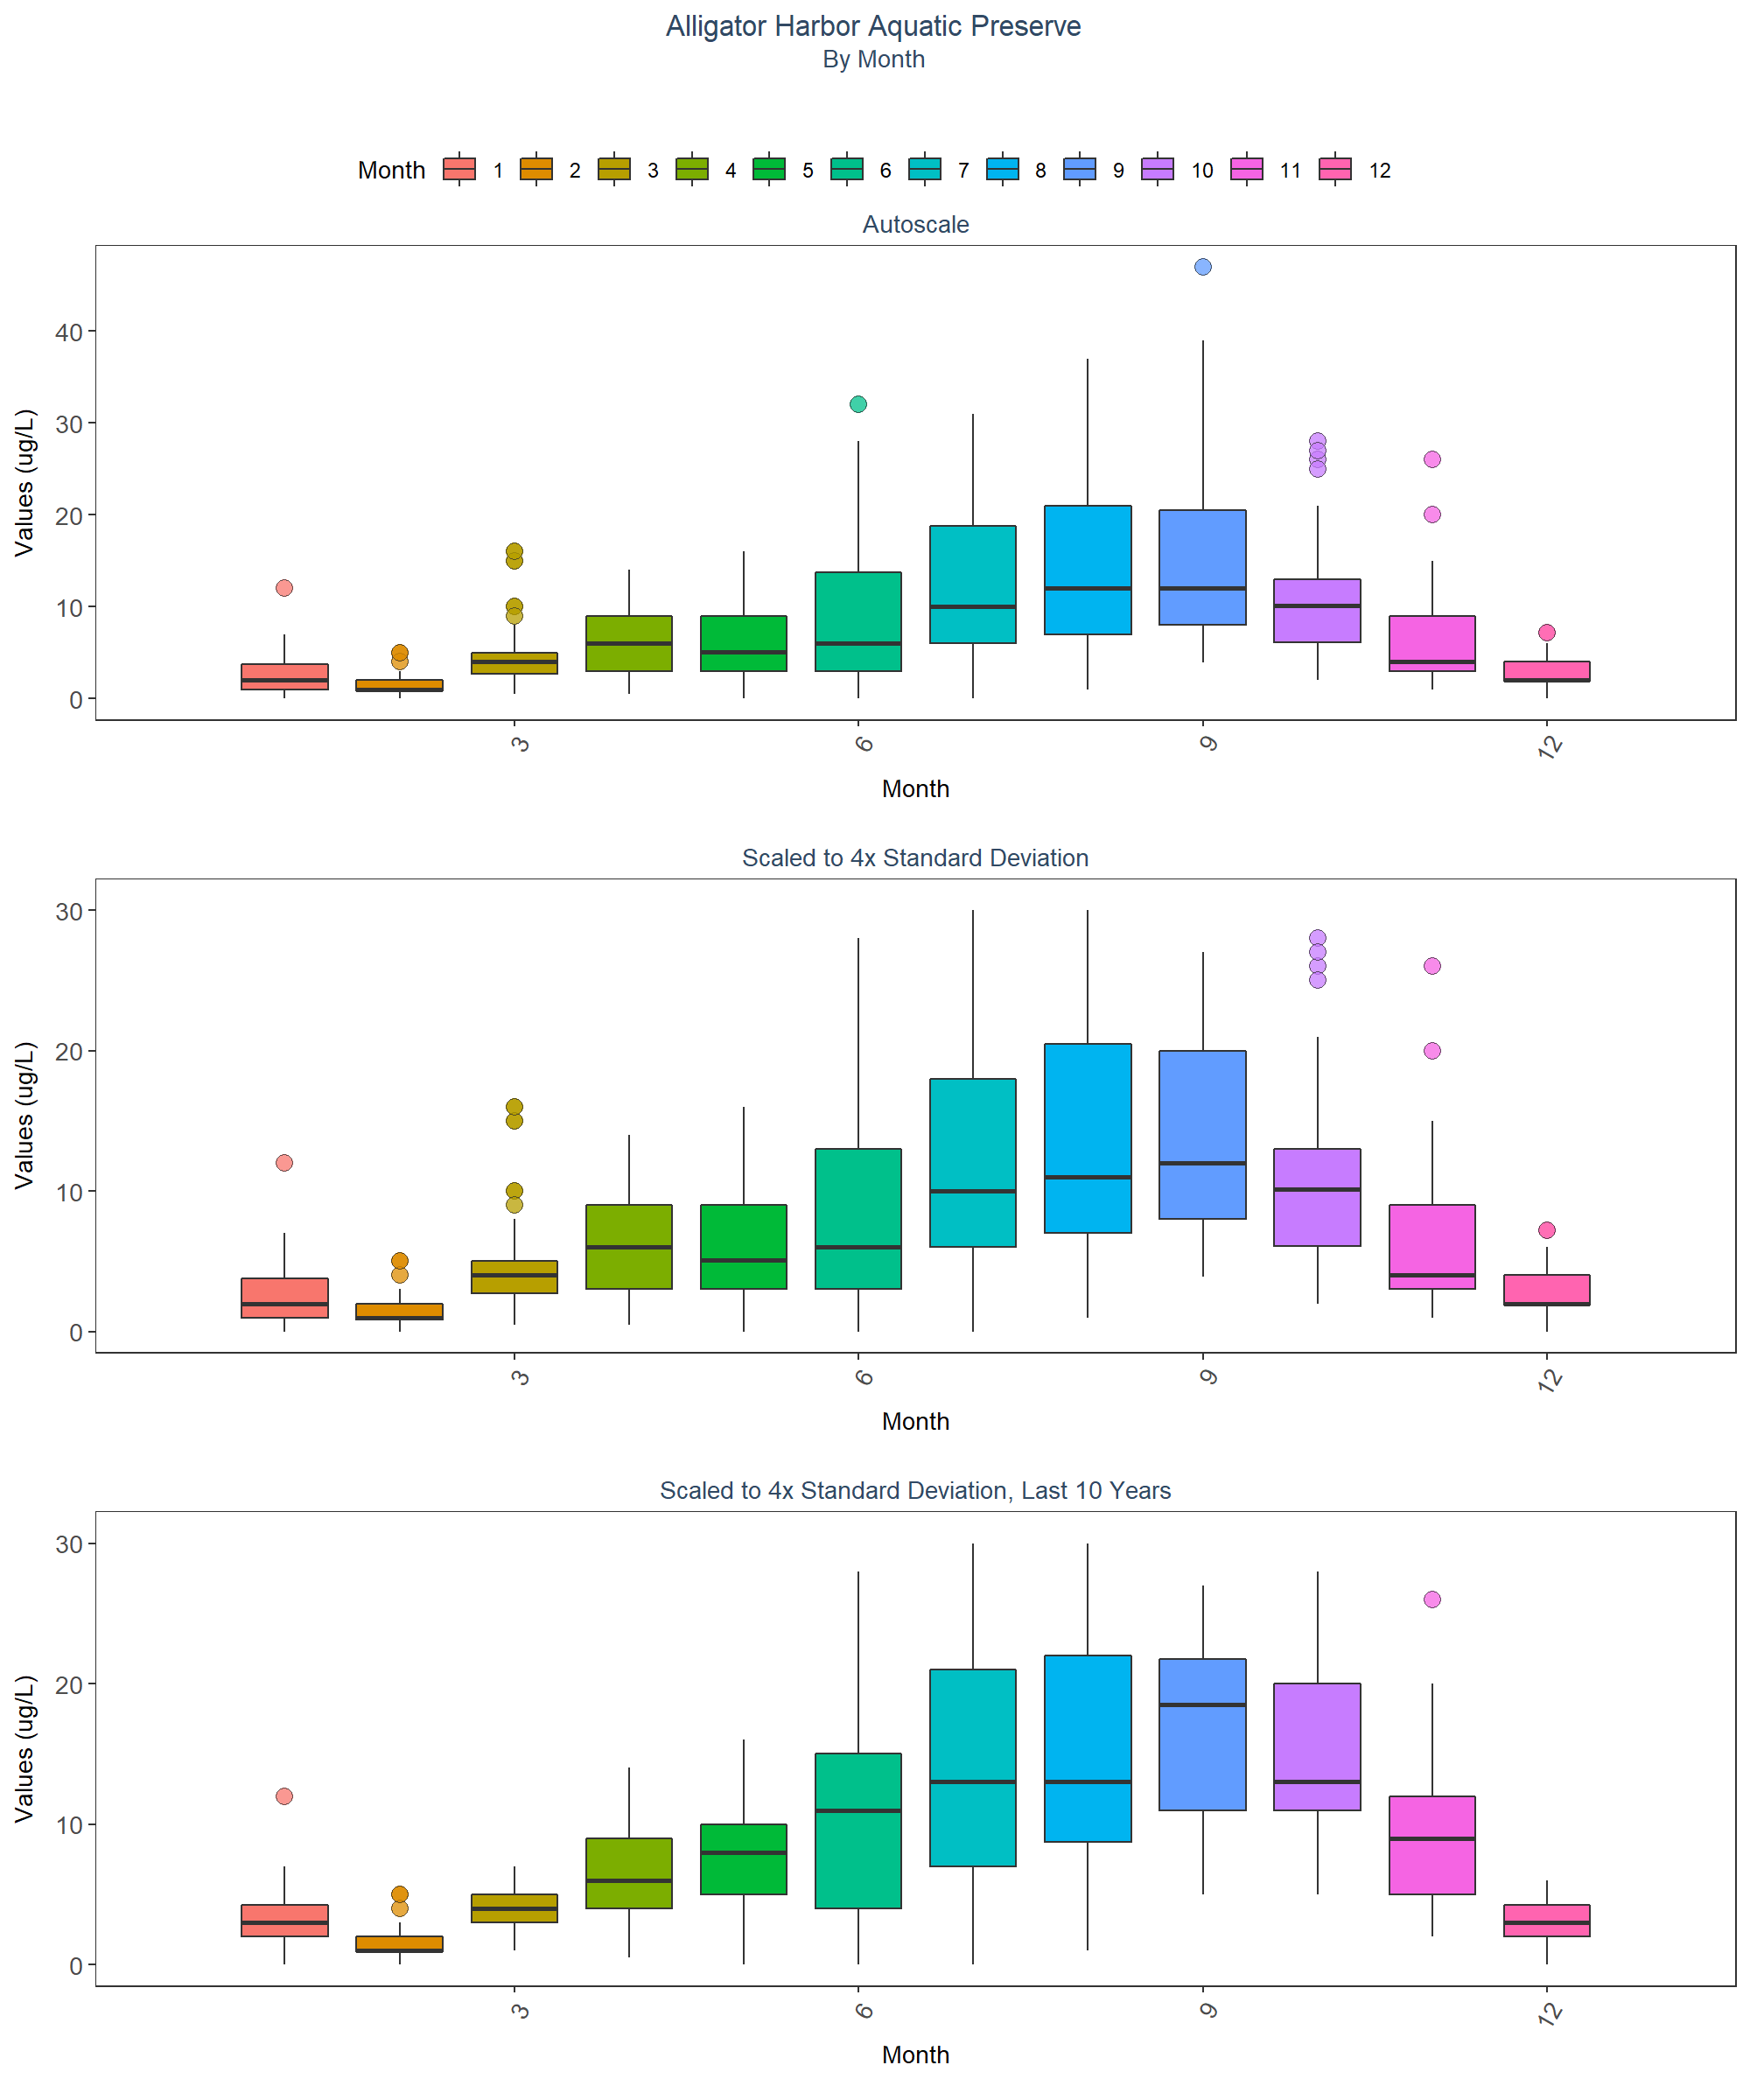 Alligator Harbor Aquatic Preserve
By Month
Month 1 2 3 4 5 6 7 8 9 10 11 12
Autoscale
Values (ug/L)
40
30
20
10
0
3 6 9 12
Month
Scaled to 4x Standard Deviation
Values (ug/L)
30
20
10
0
3 6 9 12
Month
Scaled to 4x Standard Deviation, Last 10 Years
Values (ug/L)
30
20
10
0
3 6 9 12
Month